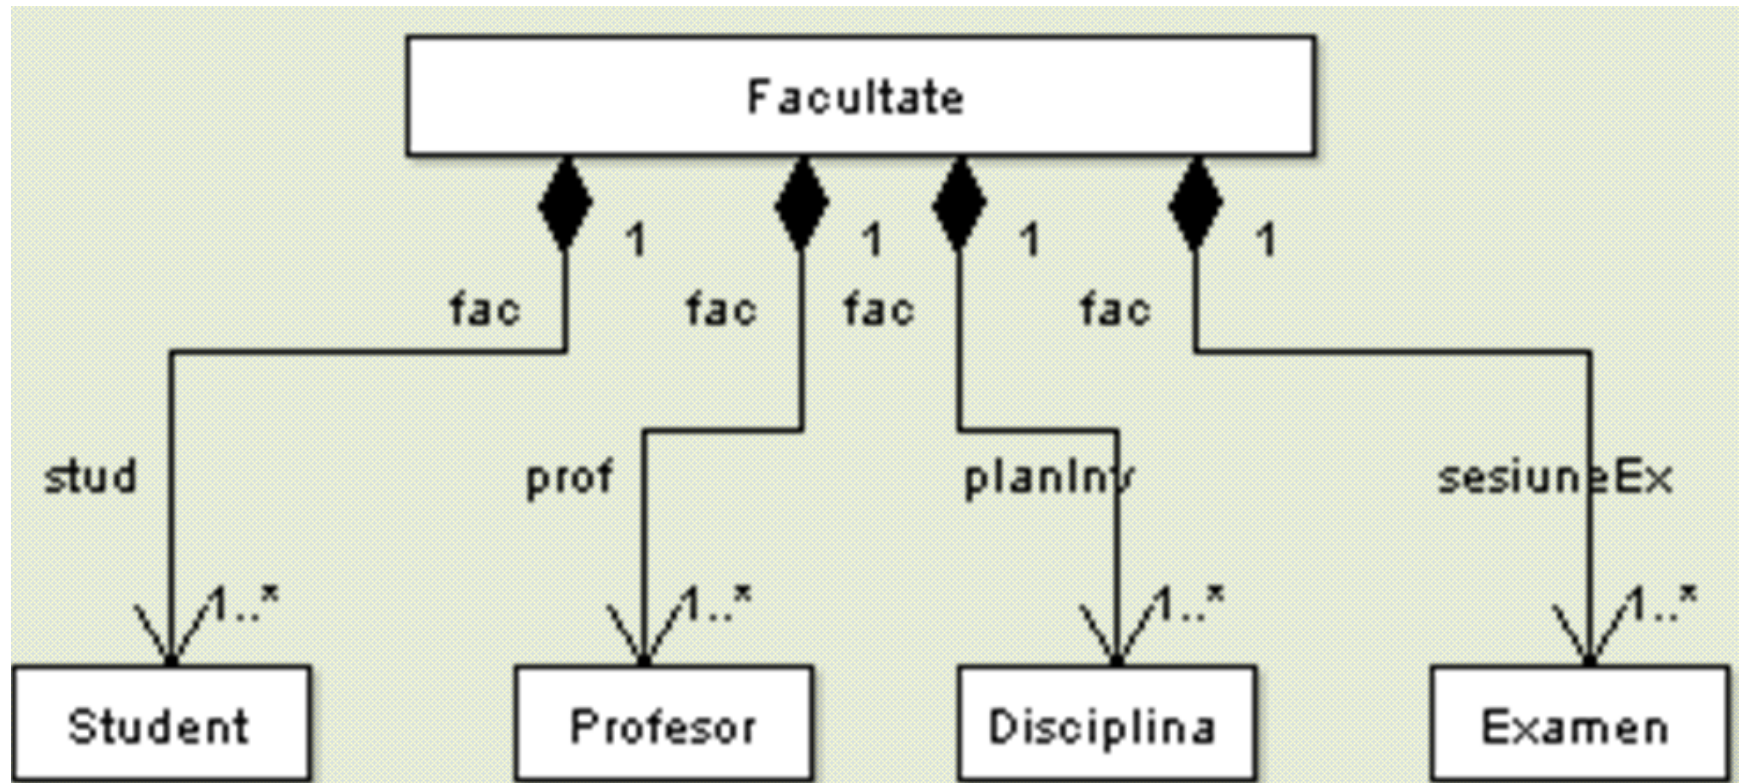 Facultate
1 1 1 1
fac fac fac fac
stud prof planInv sesiuneEx
1..* 1..* 1..* 1..*
Student Profesor Disciplina Examen